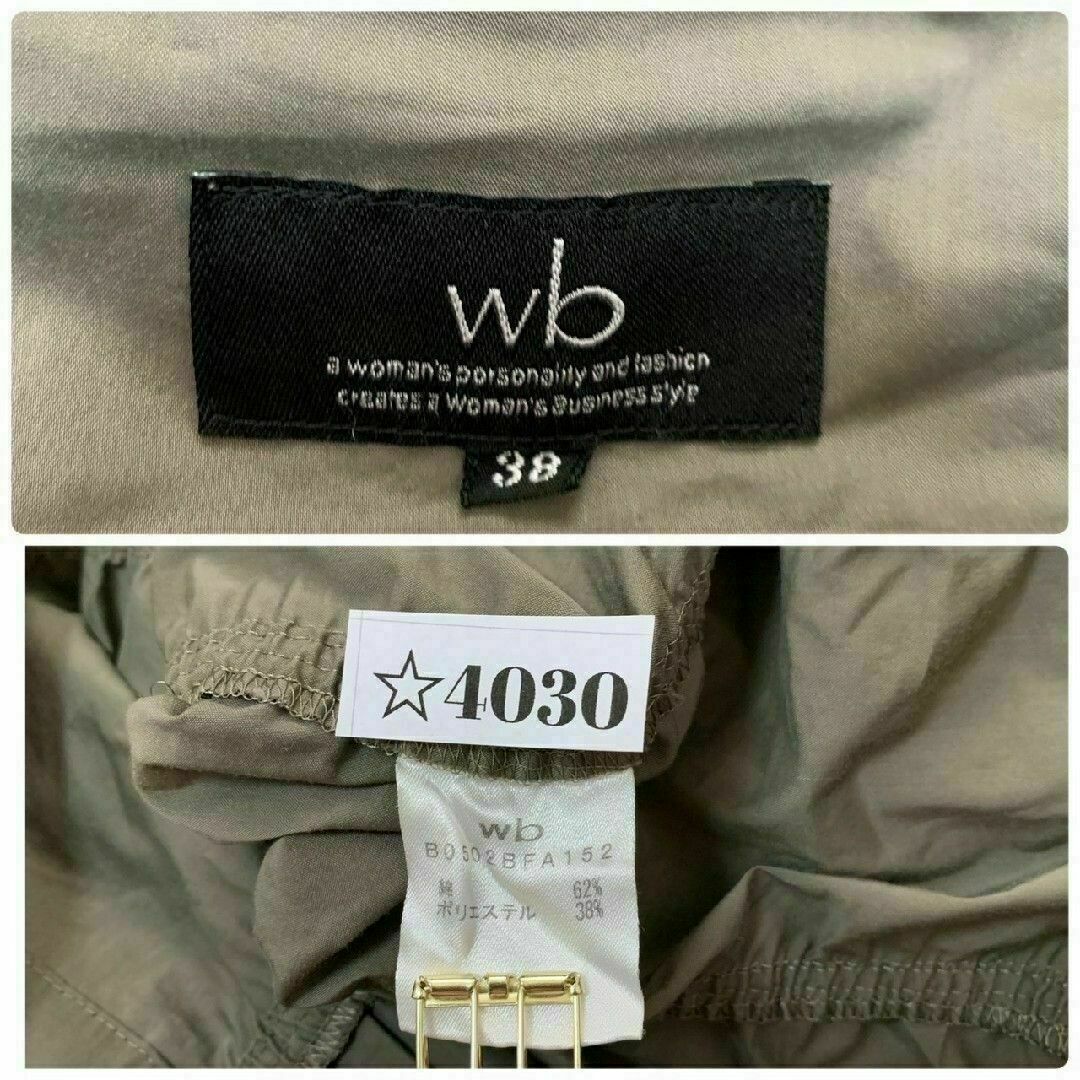 wb
a woman's personality and fashion
creates a woman's Business style
38
☆4030
wb
B0502BFA152
綿 62%
ポリエステル 38%